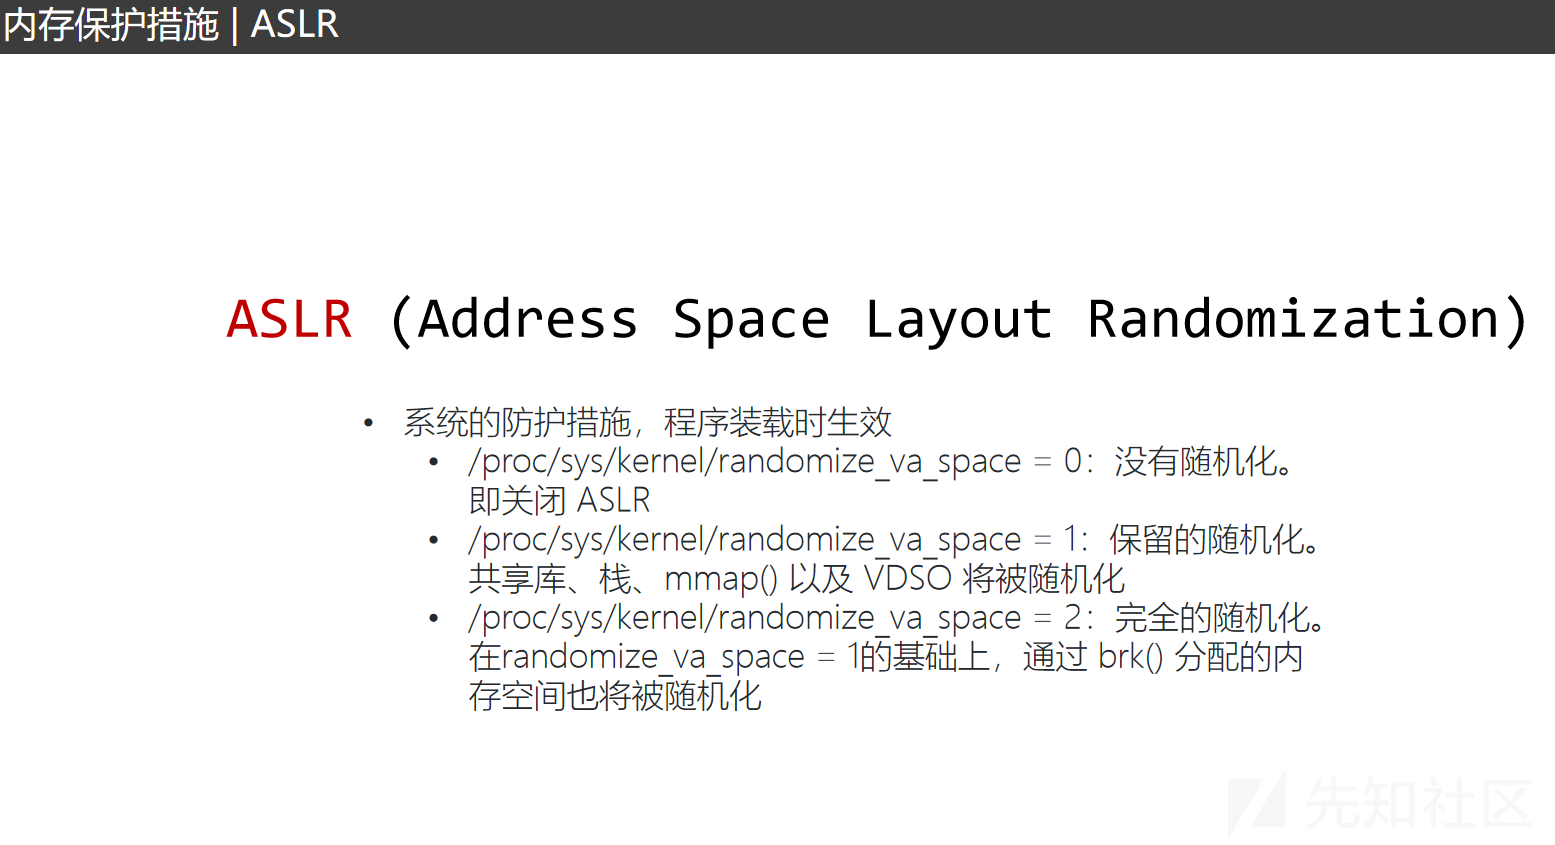 内存保护措施 | ASLR
ASLR (Address Space Layout Randomization)
• 系统的防护措施，程序装载时生效
• /proc/sys/kernel/randomize_va_space = 0：没有随机化。
即关闭 ASLR
• /proc/sys/kernel/randomize_va_space = 1：保留的随机化。
共享库、栈、mmap() 以及 VDSO 将被随机化
• /proc/sys/kernel/randomize_va_space = 2：完全的随机化。
在randomize_va_space = 1的基础上，通过 brk() 分配的内
存空间也将被随机化
先知社区